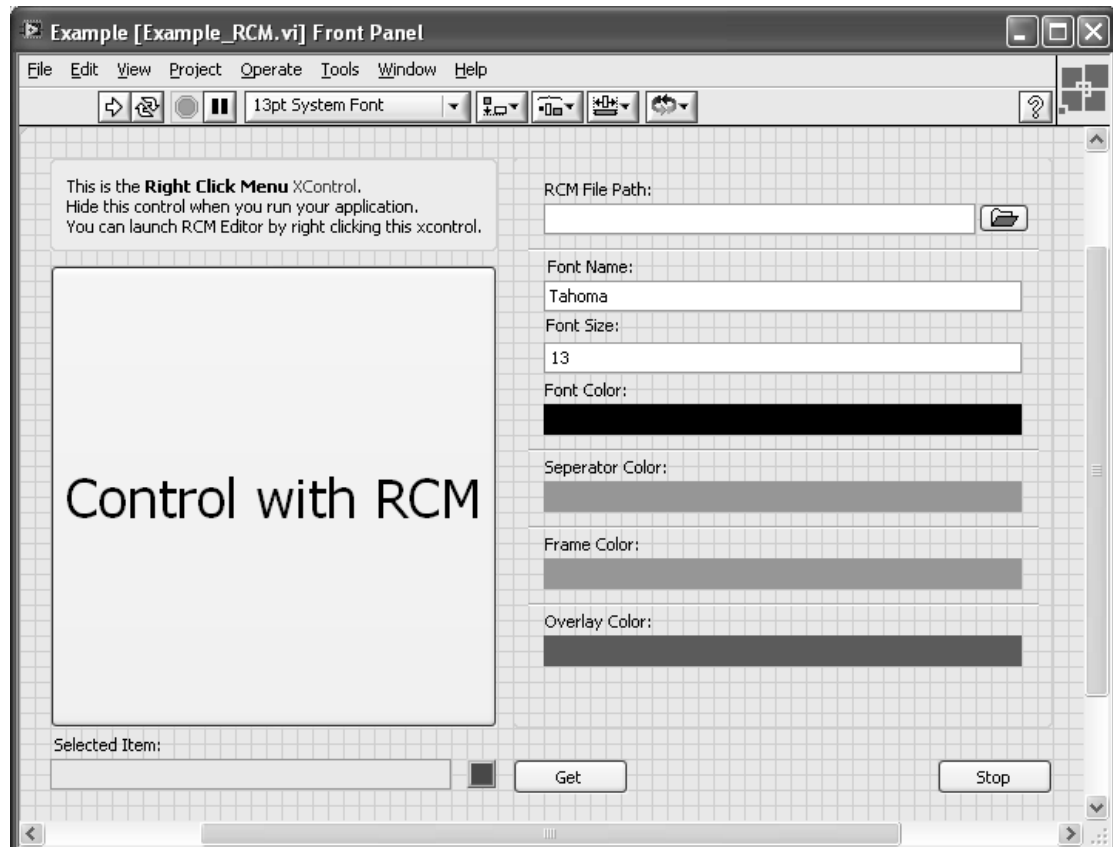 Example [Example_RCM.vi] Front Panel
File Edit View Project Operate Tools Window Help
13pt System Font
?
This is the Right Click Menu XControl.
Hide this control when you run your application.
You can launch RCM Editor by right clicking this xcontrol.
Control with RCM
Selected Item:
RCM File Path:
Font Name:
Tahoma
Font Size:
13
Font Color:
Seperator Color:
Frame Color:
Overlay Color:
Get
Stop